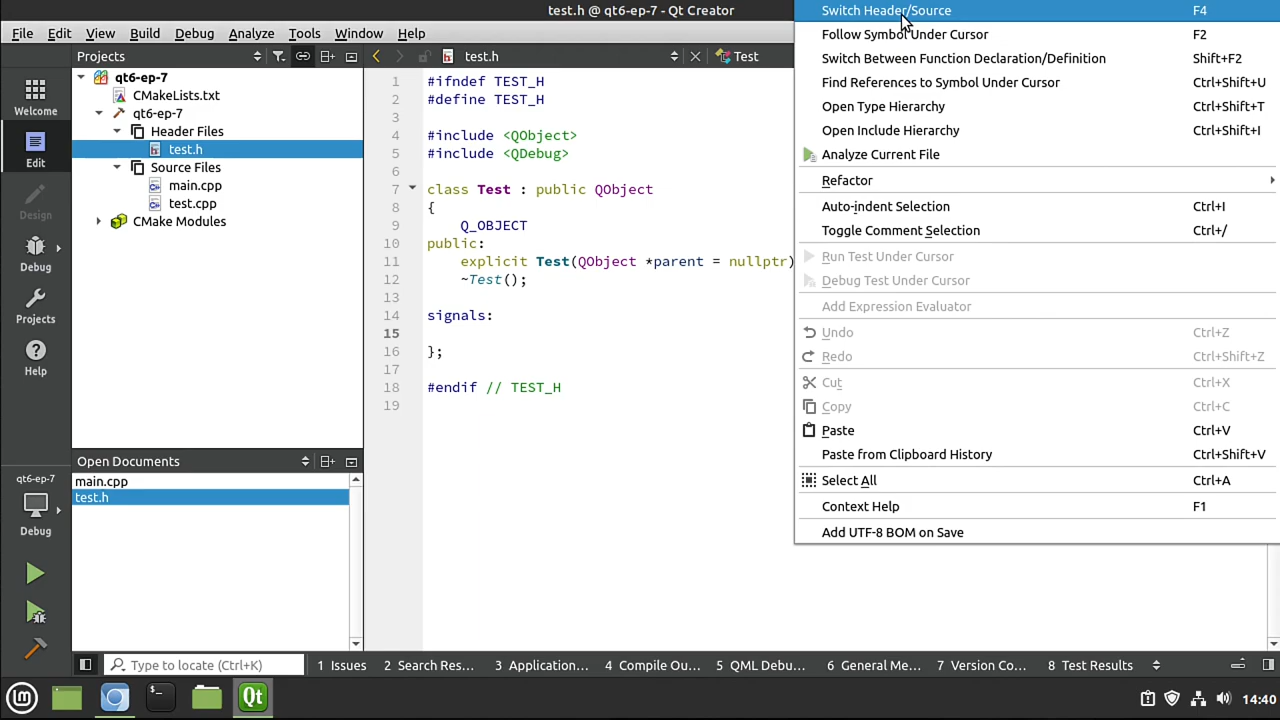 test.h @ qt6-ep-7 - Qt Creator
File Edit View Build Debug Analyze Tools Window Help
Projects
test.h
Test
Welcome
Edit
Design
Debug
Projects
Help
qt6-ep-7
Debug
qt6-ep-7
CMakeLists.txt
qt6-ep-7
Header Files
test.h
Source Files
main.cpp
test.cpp
CMake Modules
Open Documents
main.cpp
test.h
1 #ifndef TEST_H
2 #define TEST_H
4 #include <QObject>
5 #include <QDebug>
6
7 class Test : public QObject
8 {
9 Q_OBJECT
10 public:
11 explicit Test(QObject *parent = nullptr)
12 ~Test();
13
14 signals:
15
16 };
17
18 #endif // TEST_H
19
Switch Header/Source F4
Follow Symbol Under Cursor F2
Switch Between Function Declaration/Definition Shift+F2
Find References to Symbol Under Cursor Ctrl+Shift+U
Open Type Hierarchy Ctrl+Shift+T
Open Include Hierarchy Ctrl+Shift+I
Analyze Current File
Refactor
Auto-indent Selection Ctrl+I
Toggle Comment Selection Ctrl+/
Run Test Under Cursor
Debug Test Under Cursor
Add Expression Evaluator
Undo Ctrl+Z
Redo Ctrl+Shift+Z
Cut Ctrl+X
Copy Ctrl+C
Paste Ctrl+V
Paste from Clipboard History Ctrl+Shift+V
Select All Ctrl+A
Context Help F1
Add UTF-8 BOM on Save
Type to locate (Ctrl+K)
1 Issues 2 Search Res... 3 Application... 4 Compile Ou... 5 QML Debu... 6 General Me... 7 Version Co... 8 Test Results
Qt
14:40